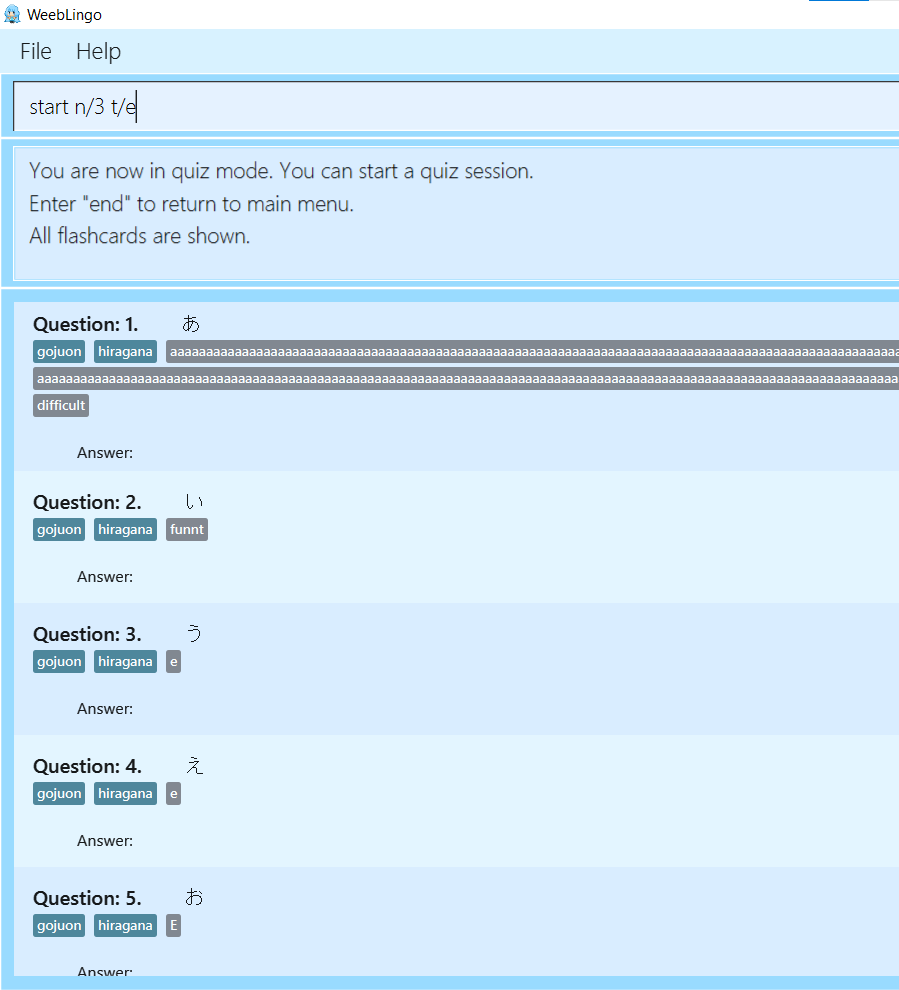 WeebLingo
File Help
start n/3 t/e
You are now in quiz mode. You can start a quiz session.
Enter "end" to return to main menu.
All flashcards are shown.
Question: 1. あ
gojuon hiragana
difficult
Answer:
Question: 2. い
gojuon hiragana funnt
Answer:
Question: 3. う
gojuon hiragana e
Answer:
Question: 4. え
gojuon hiragana e
Answer:
Question: 5. お
gojuon hiragana E
Answer: